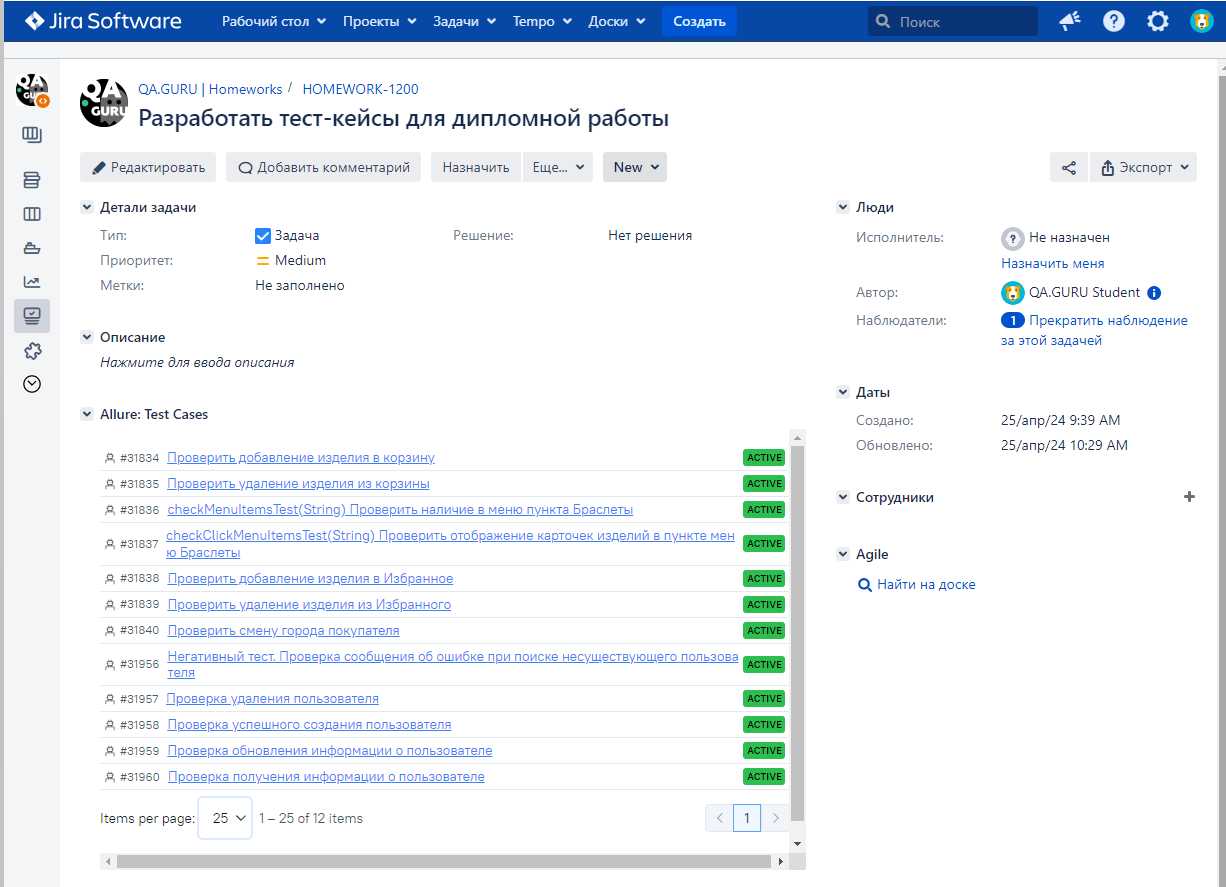 Jira Software
Рабочий стол Проекты Задачи Tempo Доски Создать Поиск
QA.GURU | Homeworks / HOMEWORK-1200
QA GURU
Разработать тест-кейсы для дипломной работы
Редактировать Добавить комментарий Назначить Еще... New Экспорт
Детали задачи
Тип: Задача Решение: Нет решения
Приоритет: Medium
Метки: Не заполнено
Описание
Нажмите для ввода описания
Allure: Test Cases
#31834 Проверить добавление изделия в корзину ACTIVE
#31835 Проверить удаление изделия из корзины ACTIVE
#31836 checkMenuItemsTest(String) Проверить наличие в меню пункта Браслеты ACTIVE
#31837 checkClickMenuItemsTest(String) Проверить отображение карточек изделий в пункте мен
ю Браслеты ACTIVE
#31838 Проверить добавление изделия в Избранное ACTIVE
#31839 Проверить удаление изделия из Избранного ACTIVE
#31840 Проверить смену города покупателя ACTIVE
#31956 Негативный тест. Проверка сообщения об ошибке при поиске несуществующего пользова
теля ACTIVE
#31957 Проверка удаления пользователя ACTIVE
#31958 Проверка успешного создания пользователя ACTIVE
#31959 Проверка обновления информации о пользователе ACTIVE
#31960 Проверка получения информации о пользователе ACTIVE
Items per page: 25 1 – 25 of 12 items 1
Люди
Исполнитель: Не назначен
Назначить меня
Автор: QA.GURU Student
Наблюдатели: 1 Прекратить наблюдение
за этой задачей
Даты
Создано: 25/апр/24 9:39 AM
Обновлено: 25/апр/24 10:29 AM
Сотрудники
Agile
Найти на доске